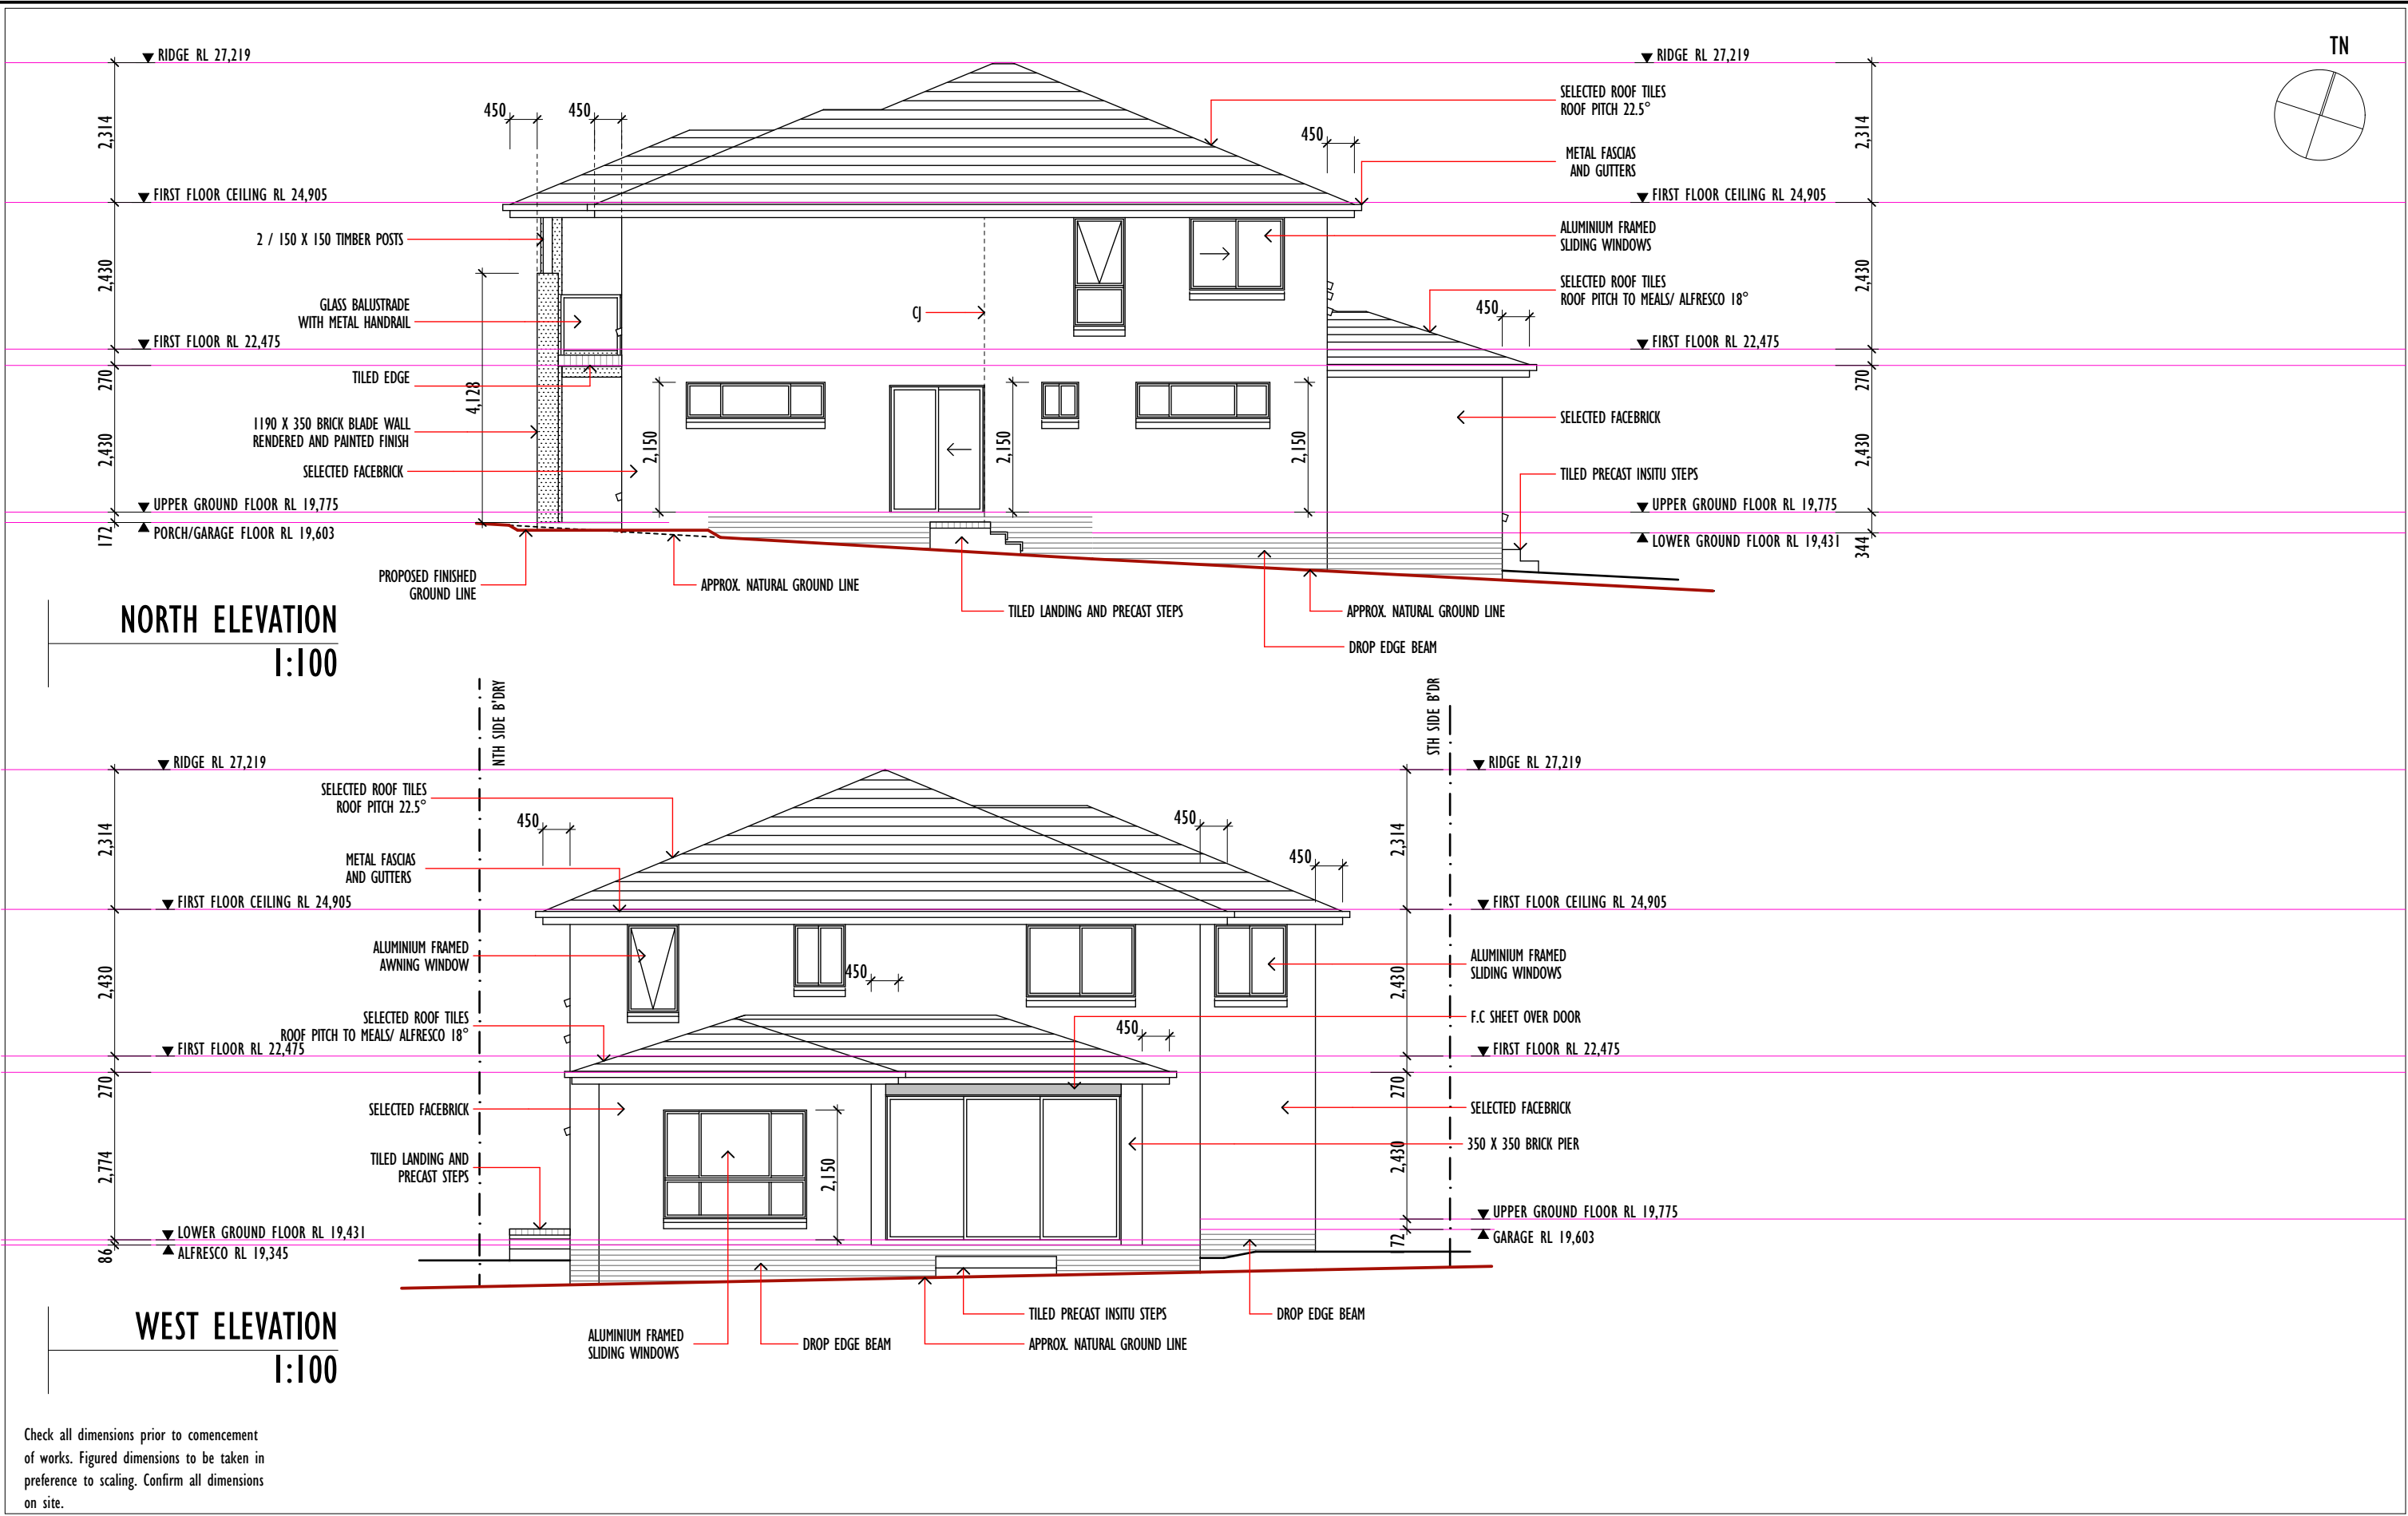 TN
RIDGE RL 27,219
RIDGE RL 27,219
450
450
450
SELECTED ROOF TILES
ROOF PITCH 22.5°
2,314
2,314
METAL FASCIAS
AND GUTTERS
FIRST FLOOR CEILING RL 24,905
FIRST FLOOR CEILING RL 24,905
2 / 150 X 150 TIMBER POSTS
ALUMINIUM FRAMED
SLIDING WINDOWS
2,430
2,430
SELECTED ROOF TILES
ROOF PITCH TO MEALS/ ALFRESCO 18°
GLASS BALUSTRADE
WITH METAL HANDRAIL
CJ
450
FIRST FLOOR RL 22,475
FIRST FLOOR RL 22,475
TILED EDGE
270
270
4,128
1190 X 350 BRICK BLADE WALL
RENDERED AND PAINTED FINISH
SELECTED FACEBRICK
2,430
2,150
2,150
2,150
2,430
SELECTED FACEBRICK
TILED PRECAST INSITU STEPS
UPPER GROUND FLOOR RL 19,775
UPPER GROUND FLOOR RL 19,775
172
PORCH/GARAGE FLOOR RL 19,603
LOWER GROUND FLOOR RL 19,431
344
PROPOSED FINISHED
GROUND LINE
APPROX. NATURAL GROUND LINE
TILED LANDING AND PRECAST STEPS
APPROX. NATURAL GROUND LINE
DROP EDGE BEAM
NORTH ELEVATION
1:100
NTH SIDE B'DRY
STH SIDE B'DR
RIDGE RL 27,219
RIDGE RL 27,219
SELECTED ROOF TILES
ROOF PITCH 22.5°
450
450
450
2,314
2,314
METAL FASCIAS
AND GUTTERS
FIRST FLOOR CEILING RL 24,905
FIRST FLOOR CEILING RL 24,905
ALUMINIUM FRAMED
AWNING WINDOW
ALUMINIUM FRAMED
SLIDING WINDOWS
2,430
450
2,430
SELECTED ROOF TILES
ROOF PITCH TO MEALS/ ALFRESCO 18°
F.C SHEET OVER DOOR
450
FIRST FLOOR RL 22,475
FIRST FLOOR RL 22,475
270
270
SELECTED FACEBRICK
SELECTED FACEBRICK
350 X 350 BRICK PIER
2,774
2,150
2,430
TILED LANDING AND
PRECAST STEPS
UPPER GROUND FLOOR RL 19,775
LOWER GROUND FLOOR RL 19,431
172
GARAGE RL 19,603
86
ALFRESCO RL 19,345
TILED PRECAST INSITU STEPS
DROP EDGE BEAM
ALUMINIUM FRAMED
SLIDING WINDOWS
DROP EDGE BEAM
APPROX. NATURAL GROUND LINE
WEST ELEVATION
1:100
Check all dimensions prior to comencement
of works. Figured dimensions to be taken in
preference to scaling. Confirm all dimensions
on site.